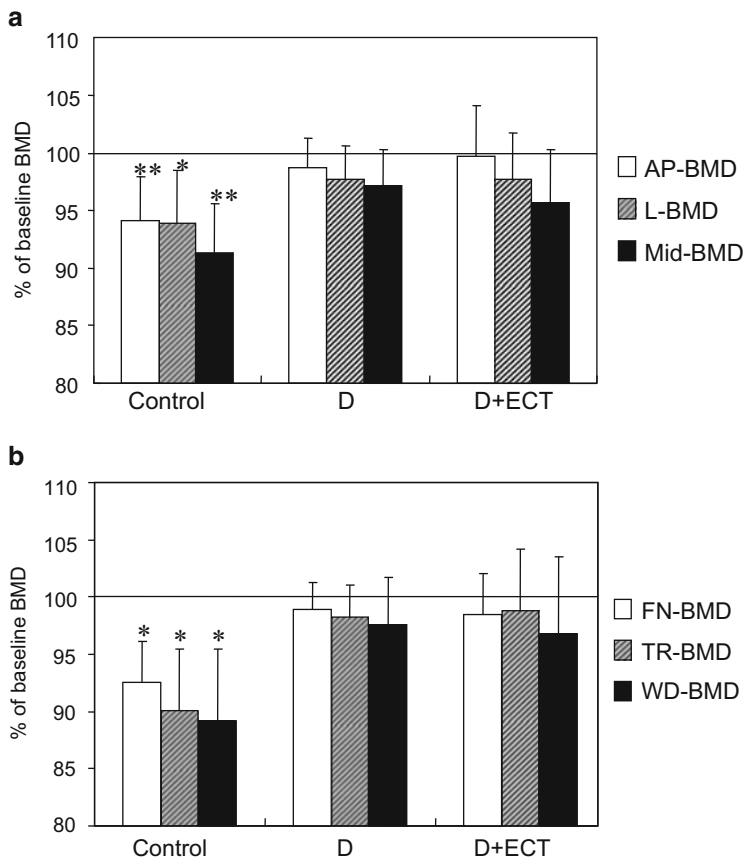 a
% of baseline BMD
110
105
100
95
90
85
80
** * **
Control D D+ECT
AP-BMD
L-BMD
Mid-BMD
b
% of baseline BMD
110
105
100
95
90
85
80
* * *
Control D D+ECT
FN-BMD
TR-BMD
WD-BMD